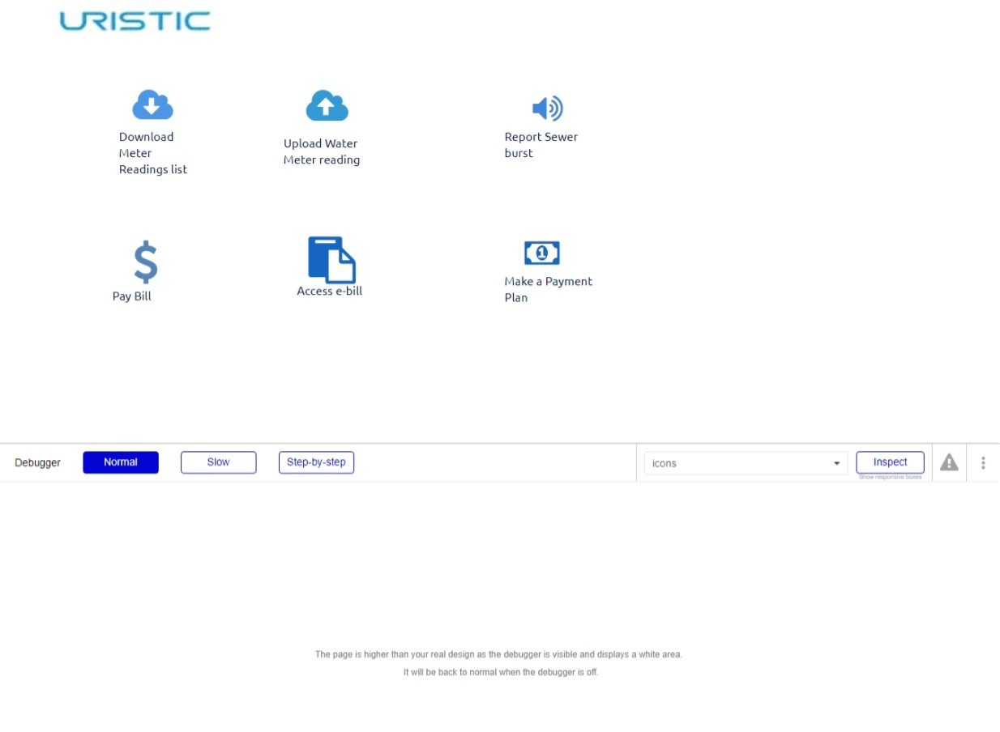 URISTIC
Download
Meter
Readings list
Upload Water
Meter reading
Report Sewer
burst
$
Pay Bill
Access e-bill
1
Make a Payment
Plan
Debugger
Normal
Slow
Step-by-step
icons
Inspect
Show responsive boxes
The page is higher than your real design as the debugger is visible and displays a white area.
It will be back to normal when the debugger is off.